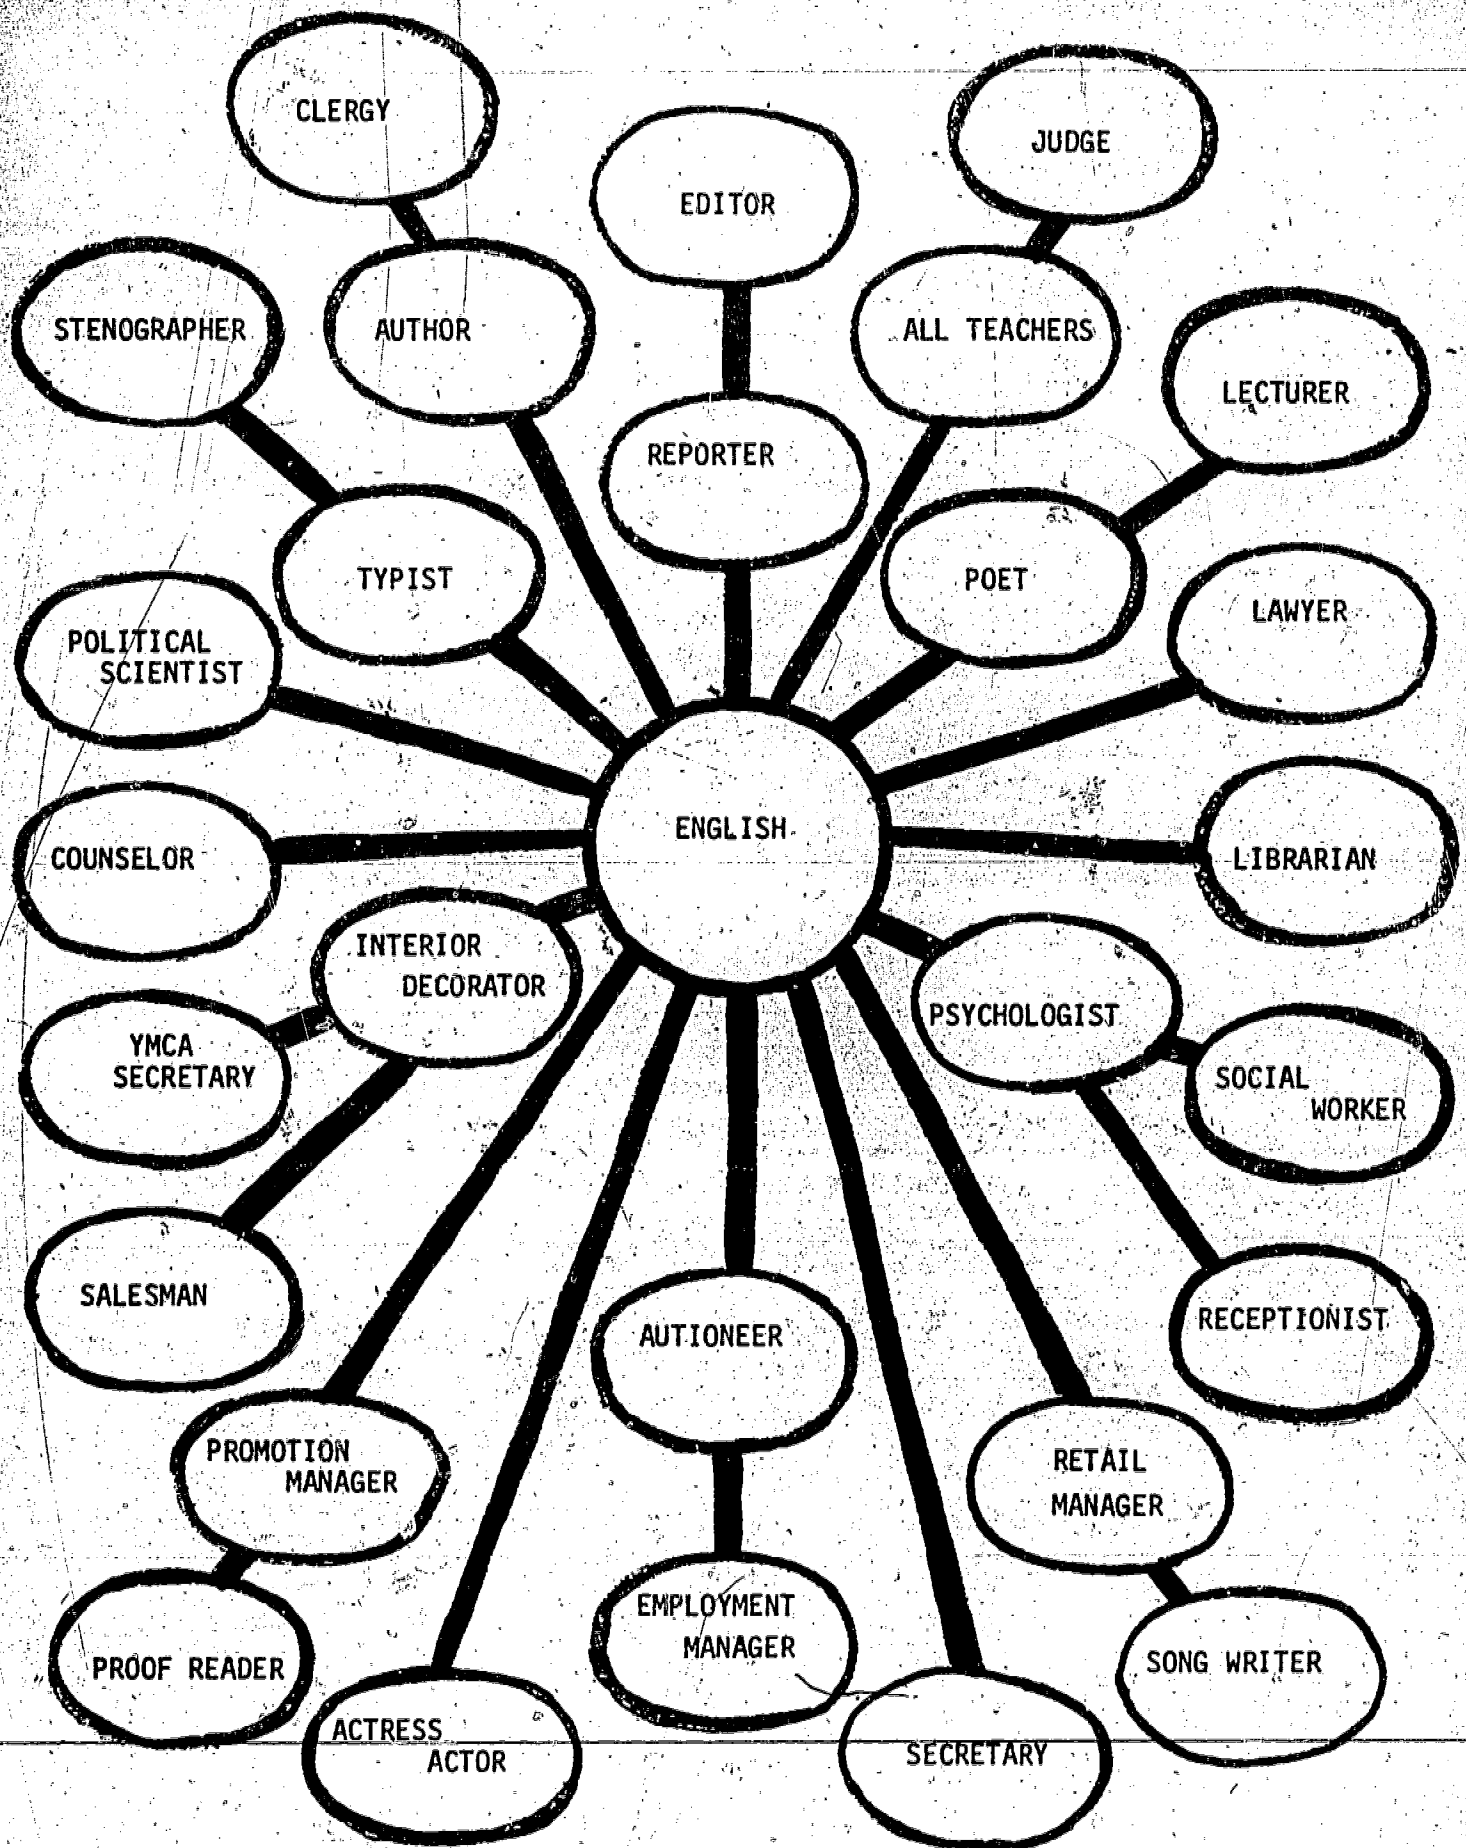 CLERGY
JUDGE
EDITOR
STENOGRAPHER
AUTHOR
ALL TEACHERS
LECTURER
REPORTER
TYPIST
POET
LAWYER
POLITICAL
SCIENTIST
ENGLISH
COUNSELOR
LIBRARIAN
INTERIOR
DECORATOR
PSYCHOLOGIST
YMCA
SECRETARY
SOCIAL
WORKER
SALESMAN
RECEPTIONIST
AUTIONEER
PROMOTION
MANAGER
RETAIL
MANAGER
EMPLOYMENT
MANAGER
PROOF READER
SONG WRITER
ACTRESS
ACTOR
SECRETARY